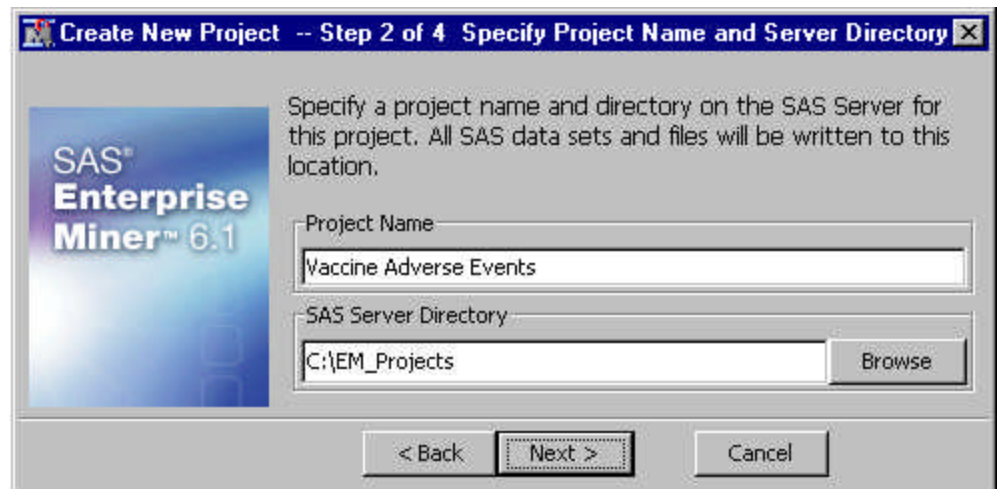 Create New Project -- Step 2 of 4 Specify Project Name and Server Directory
Specify a project name and directory on the SAS Server for
this project. All SAS data sets and files will be written to this
location.
SAS®
Enterprise
Miner™ 6.1
Project Name
Vaccine Adverse Events
SAS Server Directory
C:\EM_Projects
Browse
< Back
Next >
Cancel